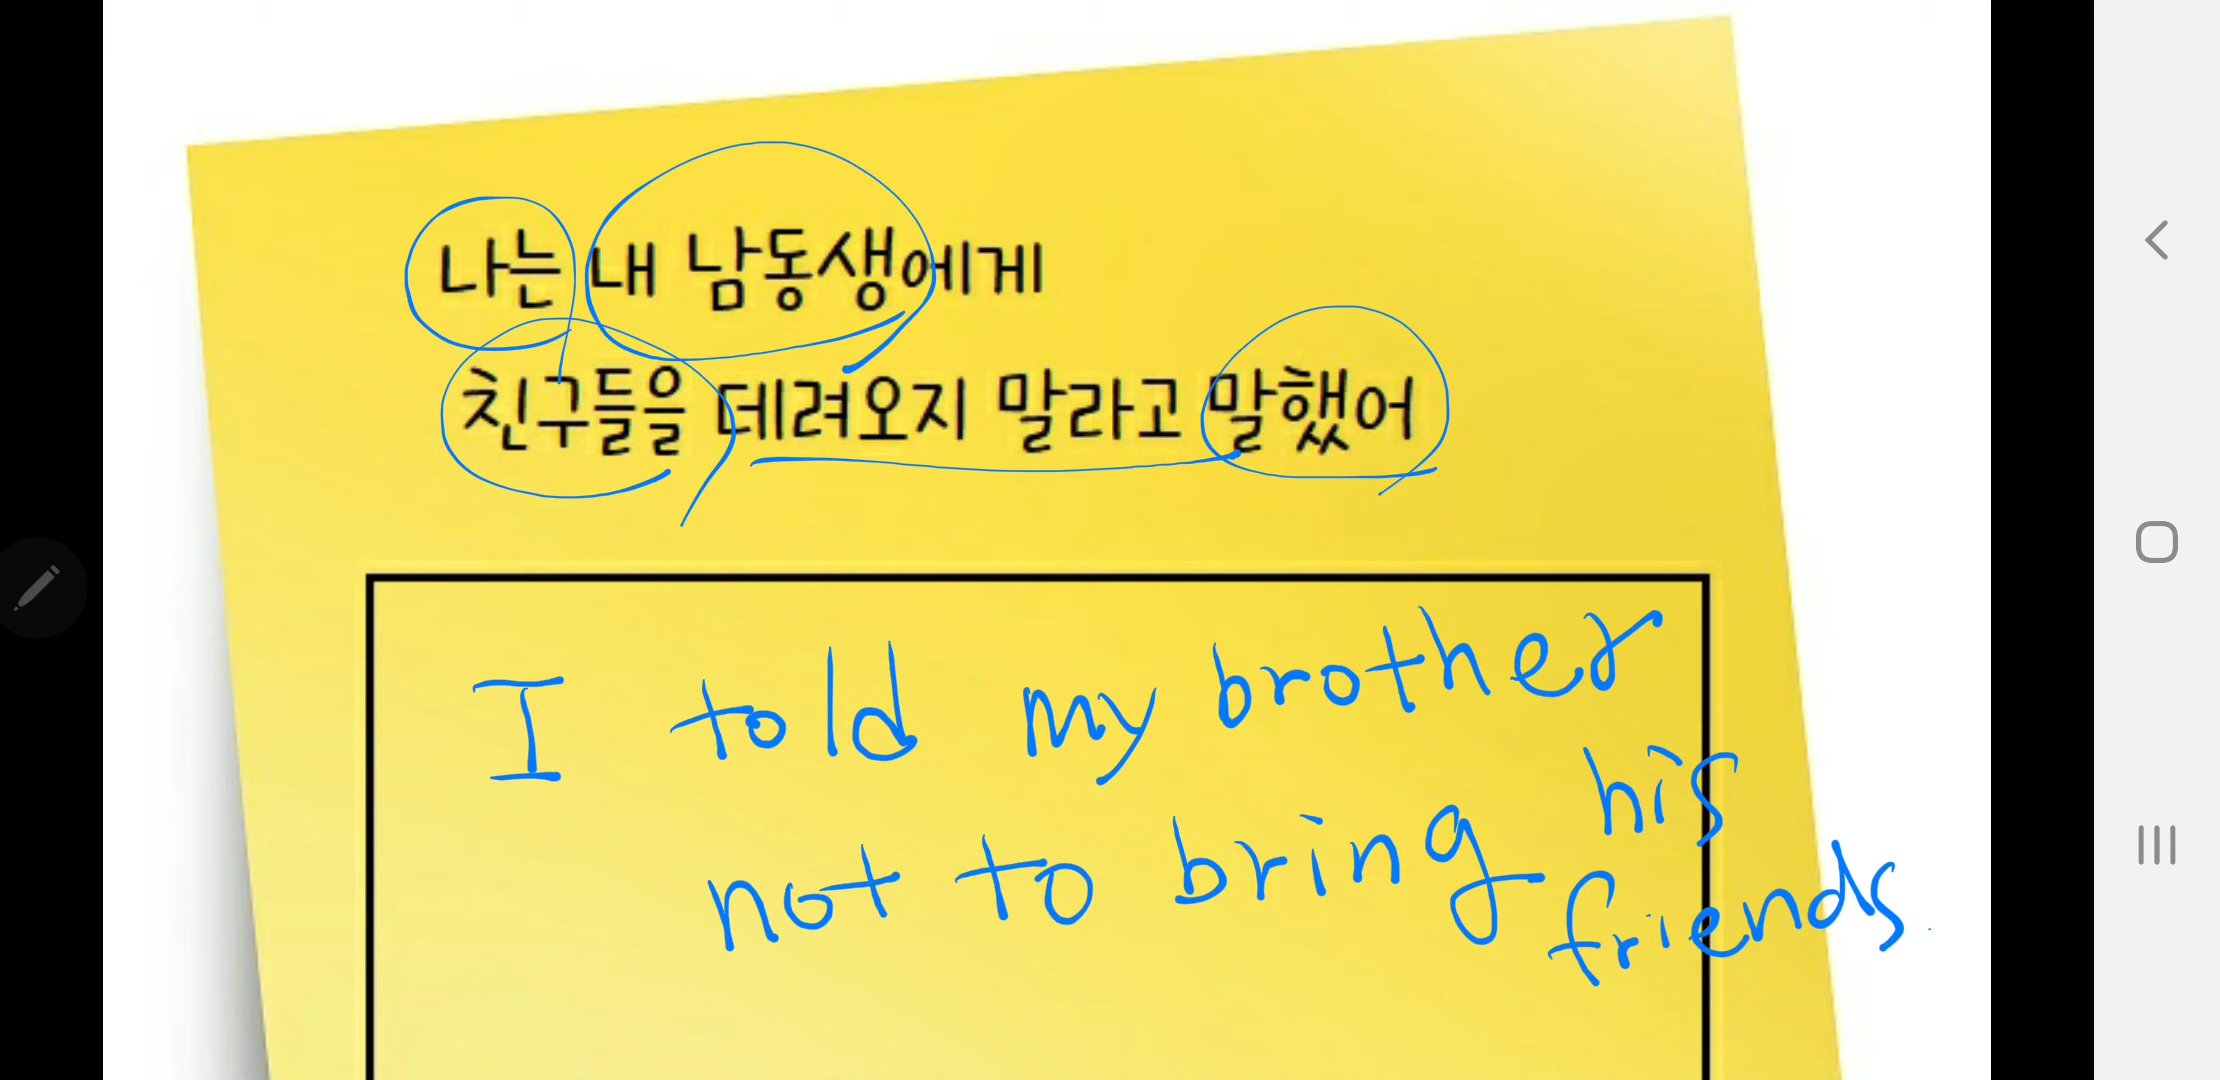 나는 내 남동생에게
친구들을 데려오지 말라고 말했어
I told my brother
not to bring his
friends.